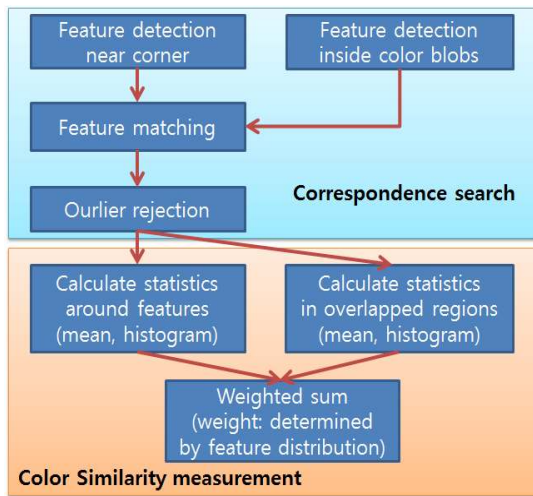 Feature detection
near corner
Feature detection
inside color blobs
Feature matching
Ourlier rejection
Correspondence search
Calculate statistics
around features
(mean, histogram)
Calculate statistics
in overlapped regions
(mean, histogram)
Weighted sum
(weight: determined
by feature distribution)
Color Similarity measurement